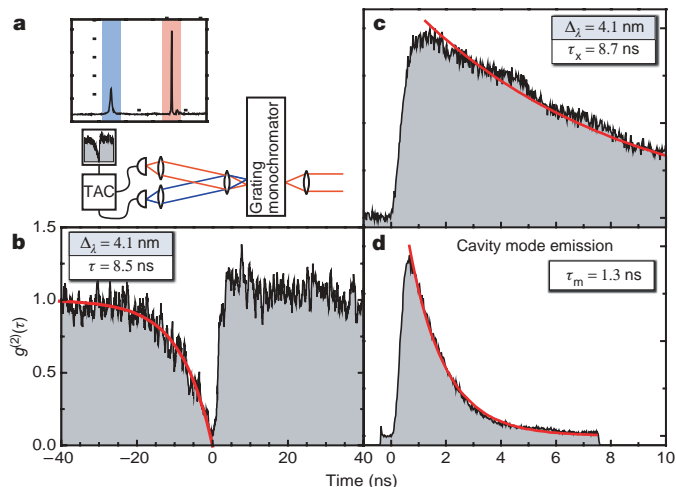 a
TAC
Grating
monochromator
b
Δλ = 4.1 nm
τ = 8.5 ns
g(2)(τ)
1.5
1.0
0.5
0.0
−40 −20 0 20 40
Time (ns)
c
Δλ = 4.1 nm
τx = 8.7 ns
d
Cavity mode emission
τm = 1.3 ns
0 2 4 6 8 10